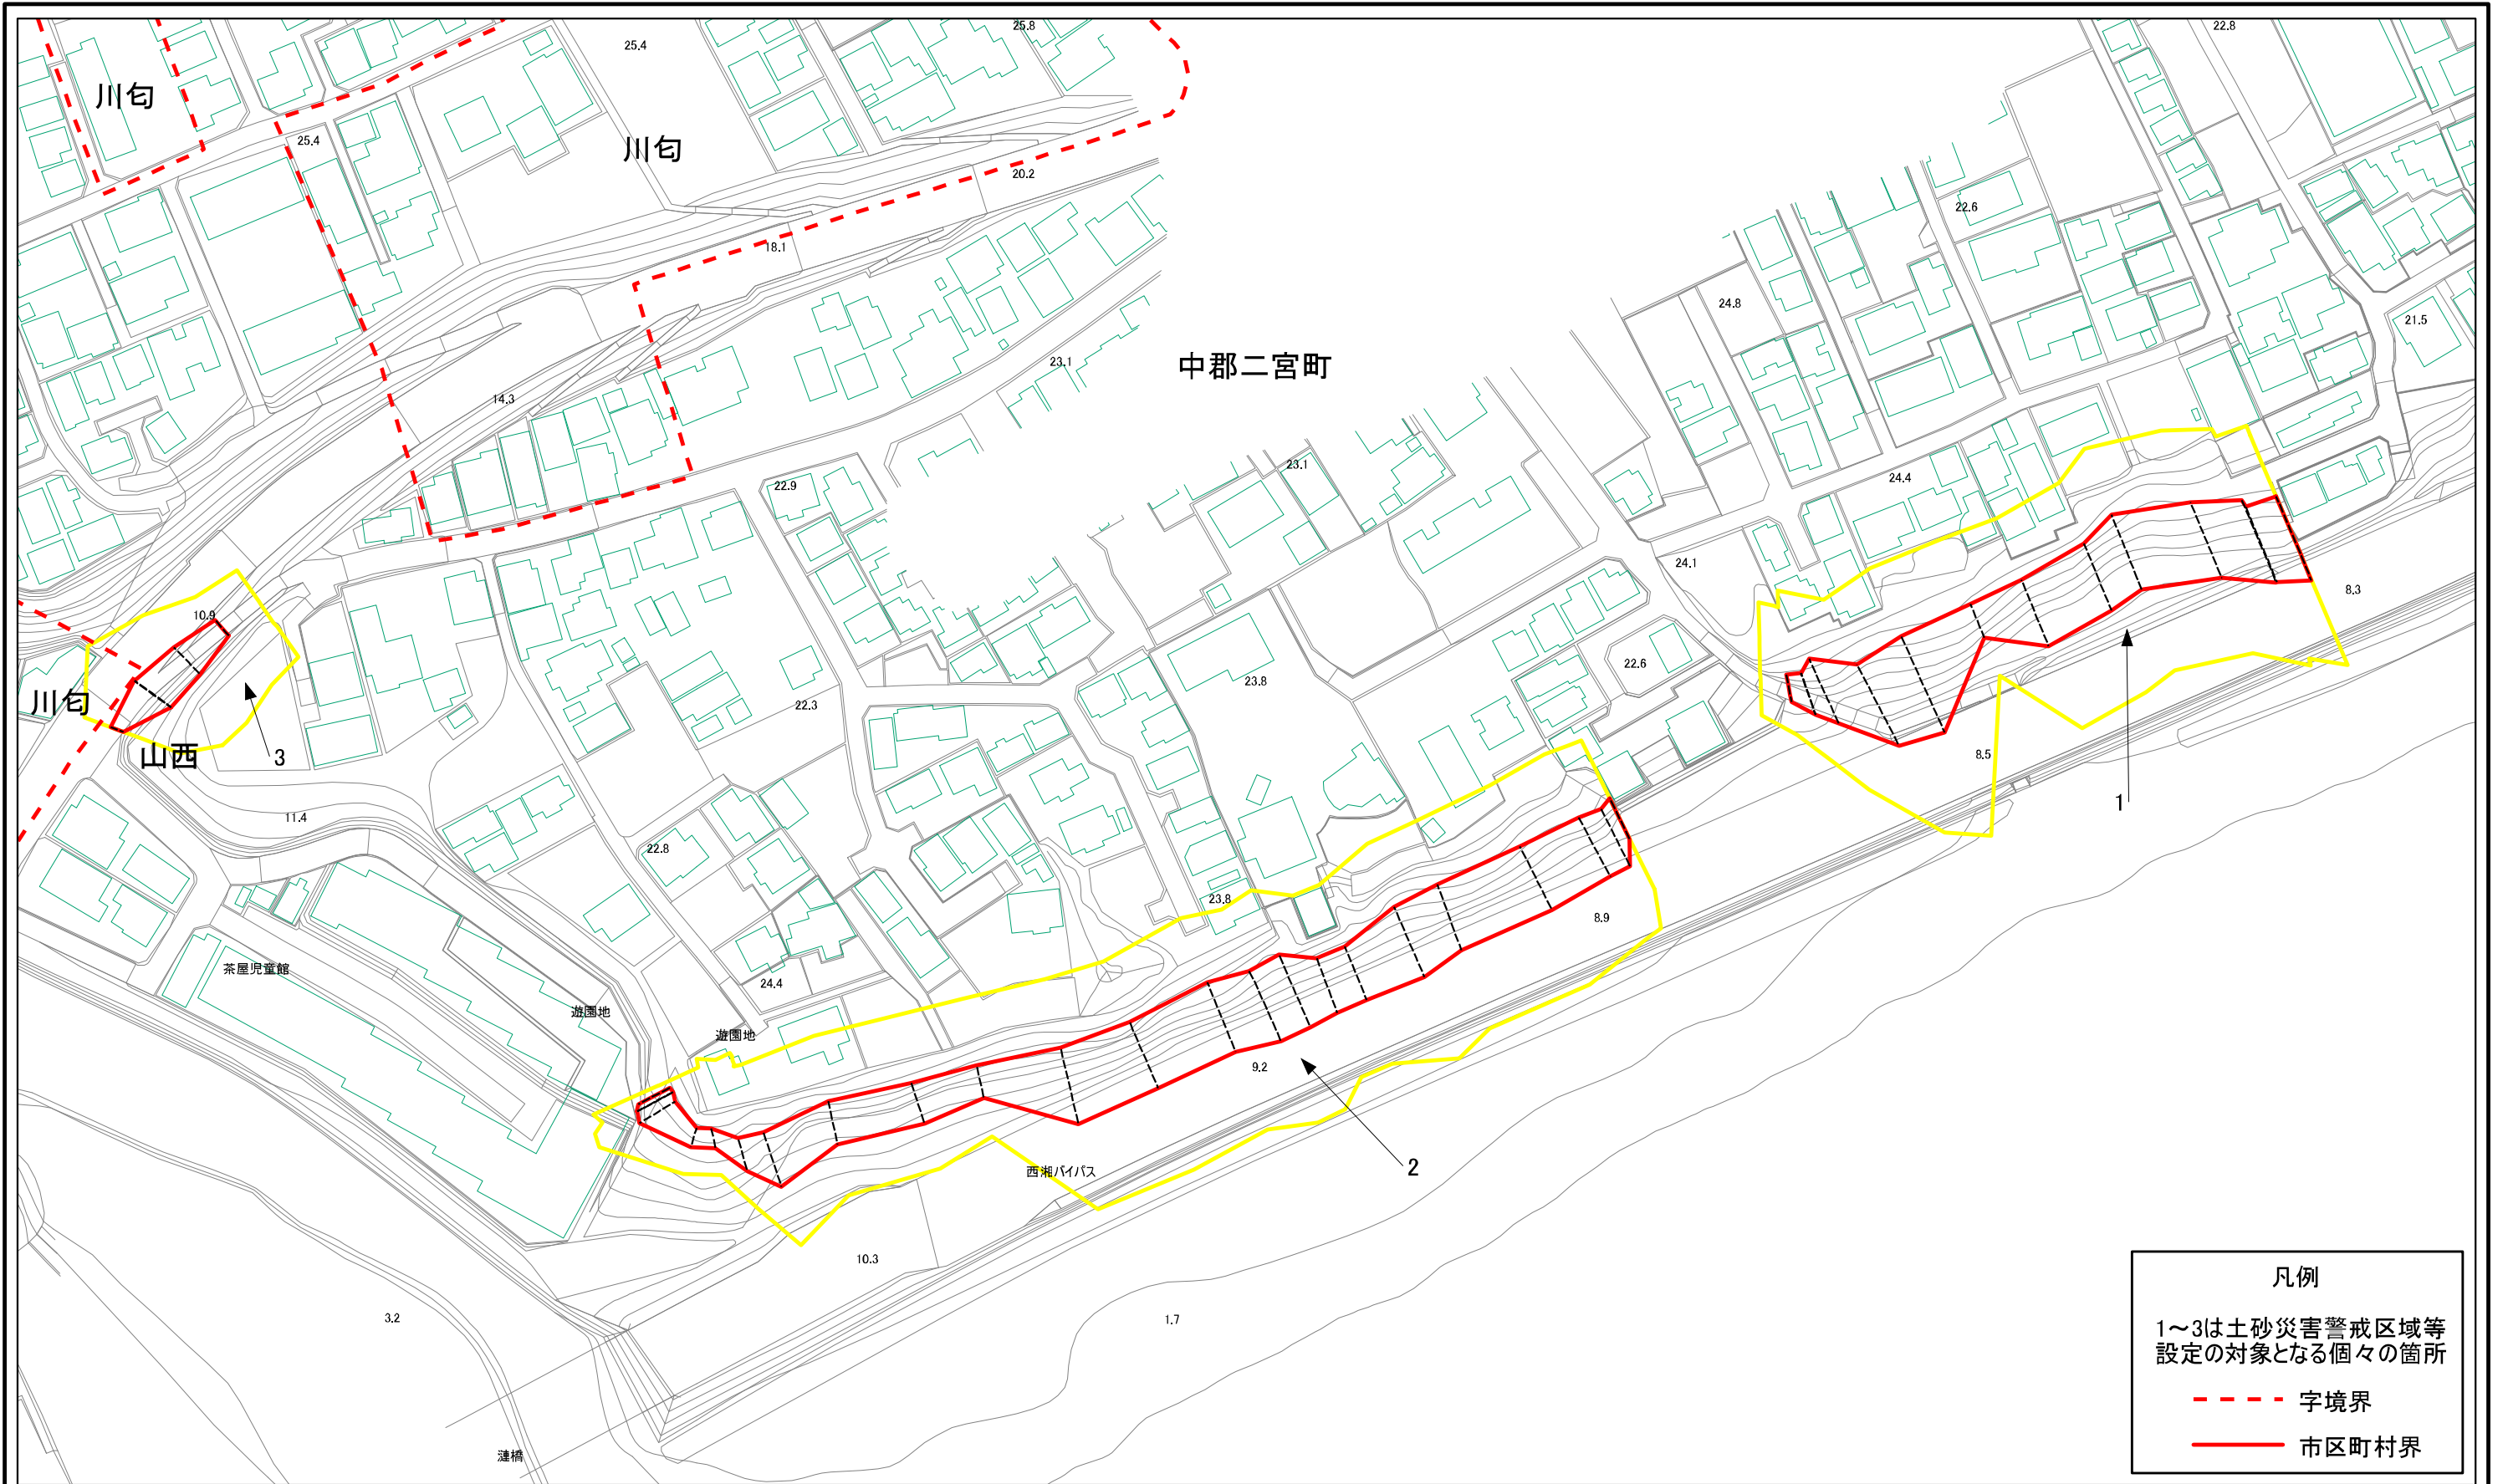 25.4
25.8
22.8
川匂
25.4
川匂
20.2
22.6
18.1
24.8
21.5
中郡二宮町
23.1
14.3
23.1
22.9
24.4
24.1
8.3
10.9
22.6
23.8
川匂
22.3
山西
3
8.5
1
11.4
22.8
23.8
8.9
茶屋児童館
24.4
遊園地
遊園地
9.2
2
西湘バイパス
10.3
3.2
1.7
漣橋
凡例
1～3は土砂災害警戒区域等
設定の対象となる個々の箇所
字境界
市区町村界